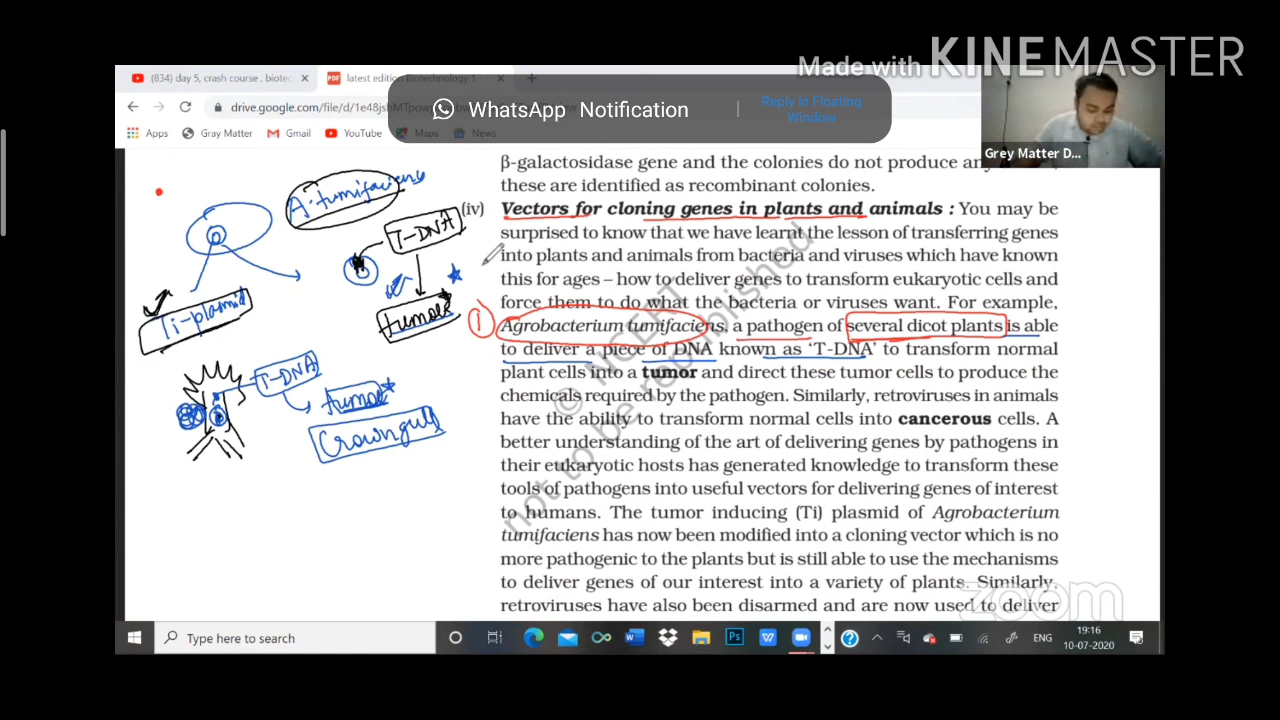 Made with KINEMASTER
(834) day 5, crash course , biotec
latest edition Biotechnology 1
WhatsApp Notification
Reply in Floating
Window
drive.google.com/file/d/
Apps Gray Matter Gmail YouTube Maps News
Grey Matter D...
β-galactosidase gene and the colonies do not produce
these are identified as recombinant colonies.
(iv) Vectors for cloning genes in plants and animals : You may be
surprised to know that we have learnt the lesson of transferring genes
into plants and animals from bacteria and viruses which have known
this for ages – how to deliver genes to transform eukaryotic cells and
force them to do what the bacteria or viruses want. For example,
Agrobacterium tumifaciens, a pathogen of several dicot plants is able
to deliver a piece of DNA known as 'T-DNA' to transform normal
plant cells into a tumor and direct these tumor cells to produce the
chemicals required by the pathogen. Similarly, retroviruses in animals
have the ability to transform normal cells into cancerous cells. A
better understanding of the art of delivering genes by pathogens in
their eukaryotic hosts has generated knowledge to transform these
tools of pathogens into useful vectors for delivering genes of interest
to humans. The tumor inducing (Ti) plasmid of Agrobacterium
tumifaciens has now been modified into a cloning vector which is no
more pathogenic to the plants but is still able to use the mechanisms
to deliver genes of our interest into a variety of plants. Similarly,
retroviruses have also been disarmed and are now used to deliver
A.tumifaciens
T-DNA
Ti-plasmid
tumor
1
T-DNA
tumor
© NCERT
not to be republished
zoom
Type here to search
ENG
19:16
10-07-2020